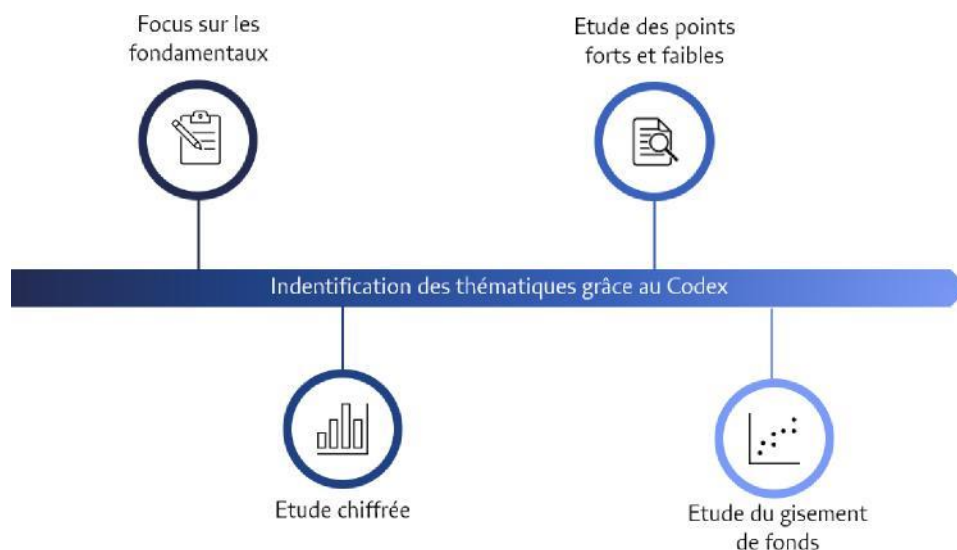 Focus sur les
fondamentaux
Etude des points
forts et faibles
Indentification des thématiques grâce au Codex
Etude chiffrée
Etude du gisement
de fonds